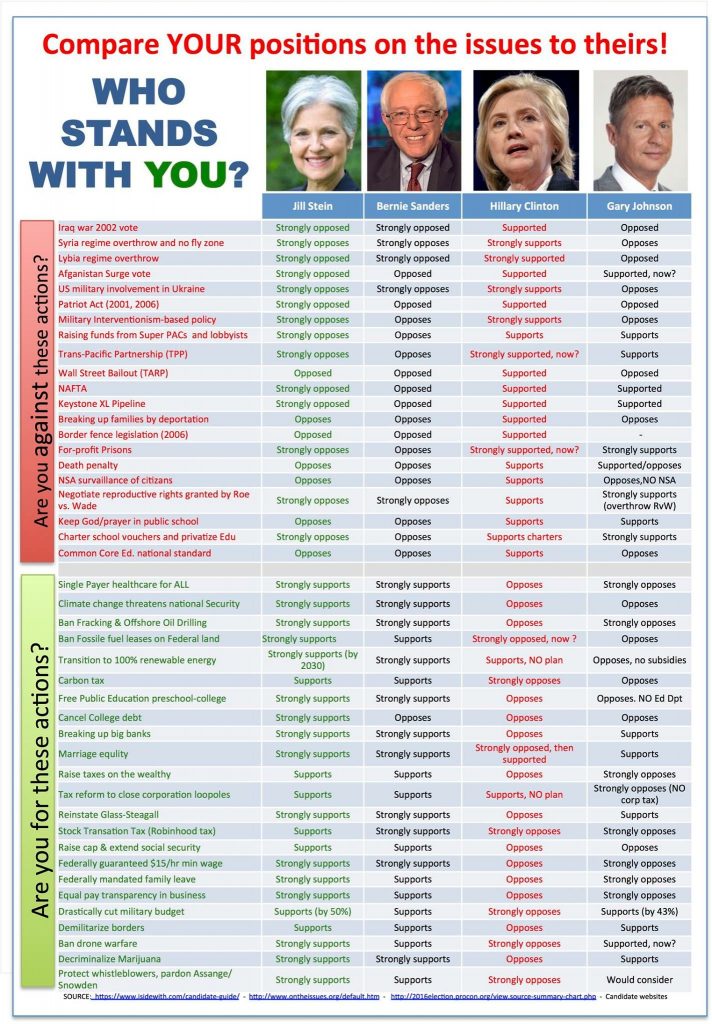 Compare YOUR positions on the issues to theirs!
WHO
STANDS
WITH YOU?
Jill Stein Bernie Sanders Hillary Clinton Gary Johnson
Are you against these actions?
Iraq war 2002 vote Strongly opposed Strongly opposed Supported Opposed
Syria regime overthrow and no fly zone Strongly opposes Strongly opposes Strongly supports Opposes
Lybia regime overthrow Strongly opposes Strongly opposes Strongly supported Opposes
Afganistan Surge vote Strongly opposes Opposed Supported Supported, now?
US military involvement in Ukraine Strongly opposes Strongly opposes Strongly supports Opposes
Patriot Act (2001, 2006) Strongly opposes Opposed Supported Opposed
Military Interventionism-based policy Strongly opposes Opposes Strongly supports Opposes
Raising funds from Super PACs and lobbyists Strongly opposes Opposes Supports Supports
Trans-Pacific Partnership (TPP) Strongly opposes Opposes Strongly supported, now? Supports
Wall Street Bailout (TARP) Opposed Opposed Supported Opposed
NAFTA Strongly opposed Opposed Supported Supported
Keystone XL Pipeline Strongly opposed Opposed Supported Supported
Breaking up families by deportation Opposes Opposes Supported Opposes
Border fence legislation (2006) Opposed Opposed Supported -
For-profit Prisons Strongly opposes Opposes Strongly supported, now? Strongly supports
Death penalty Opposes Opposes Supports Supported/opposes
NSA survaillance of citizans Opposes Opposes Supports Opposes,NO NSA
Negotiate reproductive rights granted by Roe
vs. Wade Strongly opposes Strongly opposes Supports Strongly supports
(overthrow RvW)
Keep God/prayer in public school Opposes Opposes Supports Supports
Charter school vouchers and privatize Edu Strongly opposes Opposes Supports charters Strongly supports
Common Core Ed. national standard Opposes Opposes Supports Opposes
Are you for these actions?
Single Payer healthcare for ALL Strongly supports Strongly supports Opposes Strongly opposes
Climate change threatens national Security Strongly supports Strongly supports Opposes Opposes
Ban Fracking & Offshore Oil Drilling Strongly supports Strongly supports Opposes Strongly opposes
Ban Fossile fuel leases on Federal land Strongly supports Supports Strongly opposed, now ? Opposes
Transition to 100% renewable energy Strongly supports (by
2030) Strongly supports Supports, NO plan Opposes, no subsidies
Carbon tax Supports Supports Strongly opposes Opposes
Free Public Education preschool-college Strongly supports Strongly supports Opposes Opposes. NO Ed Dpt
Cancel College debt Strongly supports Opposes Opposes Opposes
Breaking up big banks Strongly supports Strongly supports Opposes Supports
Marriage equlity Strongly supports Strongly supports Strongly opposed, then
supported Supports
Raise taxes on the wealthy Supports Supports Opposes Strongly opposes
Tax reform to close corporation loopoles Supports Supports Supports, NO plan Strongly opposes (NO
corp tax)
Reinstate Glass-Steagall Strongly supports Strongly supports Opposes Supports
Stock Transation Tax (Robinhood tax) Supports Strongly supports Strongly opposes Strongly opposes
Raise cap & extend social security Supports Supports Opposes Opposes
Federally guaranteed $15/hr min wage Strongly supports Strongly supports Opposes Strongly opposes
Federally mandated family leave Strongly supports Supports Opposes Strongly opposes
Equal pay transparency in business Strongly supports Supports Opposes Strongly opposes
Drastically cut military budget Supports (by 50%) Supports Strongly opposes Supports (by 43%)
Demilitarize borders Supports Supports Opposes Supports
Ban drone warfare Strongly supports Supports Strongly opposes Supported, now?
Decriminalize Marijuana Strongly supports Strongly supports Opposes Supports
Protect whistleblowers, pardon Assange/
Snowden Strongly supports Supports Strongly opposes Would consider
SOURCE: https://www.isidewith.com/candidate-guide/ - http://www.ontheissues.org/default.htm - http://2016election.procon.org/view.source-summary-chart.php - Candidate websites